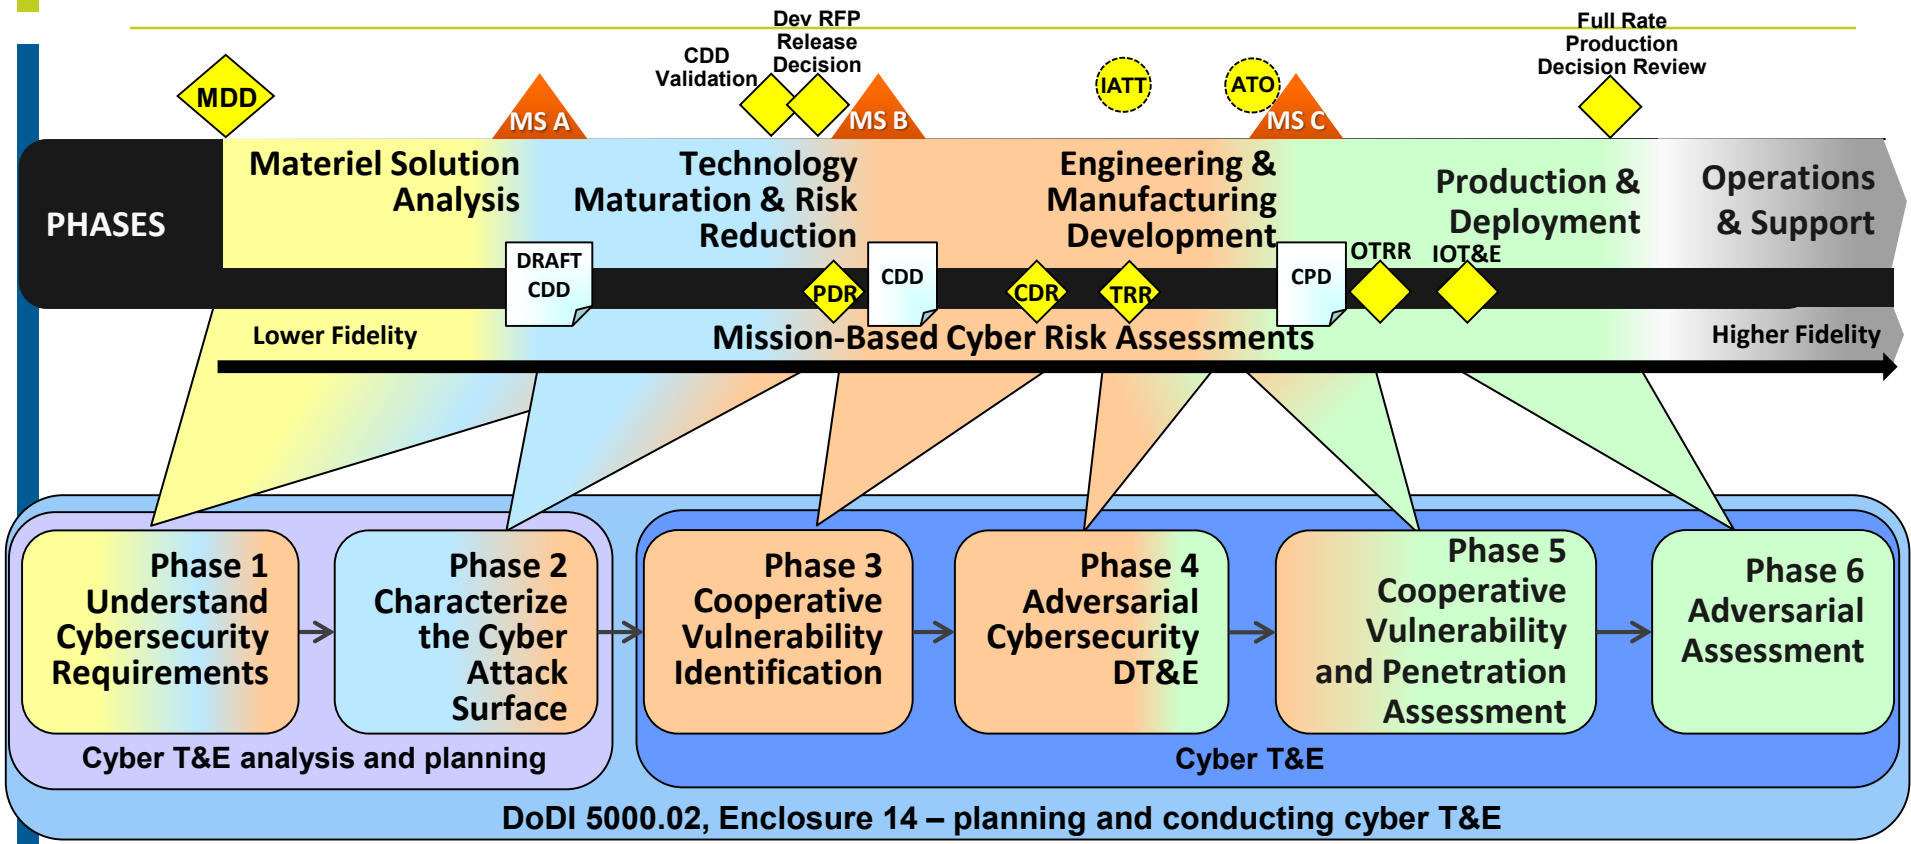 Dev RFP
Release
Decision
CDD
Validation
Full Rate
Production
Decision Review
MDD
MS A
MS B
IATT
ATO
MS C
PHASES
Materiel Solution
Analysis
Technology
Maturation & Risk
Reduction
Engineering &
Manufacturing
Development
Production &
Deployment
Operations
& Support
DRAFT
CDD
PDR
CDD
CDR
TRR
CPD
OTRR
IOT&E
Lower Fidelity
Mission-Based Cyber Risk Assessments
Higher Fidelity
Phase 1
Understand
Cybersecurity
Requirements
Phase 2
Characterize
the Cyber
Attack
Surface
Phase 3
Cooperative
Vulnerability
Identification
Phase 4
Adversarial
Cybersecurity
DT&E
Phase 5
Cooperative
Vulnerability
and Penetration
Assessment
Phase 6
Adversarial
Assessment
Cyber T&E analysis and planning
Cyber T&E
DoDI 5000.02, Enclosure 14 – planning and conducting cyber T&E